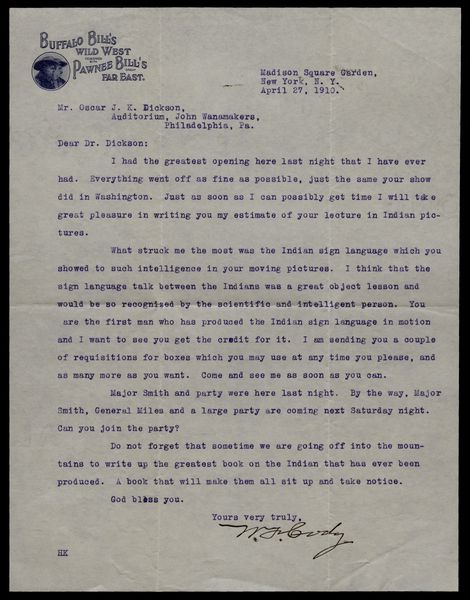 BUFFALO BILL'S
WILD WEST
COMBINED
WITH
PAWNEE BILL'S
FAR EAST.
Madison Square Garden,
New York, N. Y.
April 27, 1910.
Mr. Oscar J. K. Dickson,
Auditorium, John Wanamakers,
Philadelphia, Pa.
Dear Dr. Dickson:
I had the greatest opening here last night that I have ever
had. Everything went off as fine as possible, just the same your show
did in Washington. Just as soon as I can possibly get time I will take
great pleasure in writing you my estimate of your lecture in Indian pic-
tures.
What struck me the most was the Indian sign language which you
showed to such intelligence in your moving pictures. I think that the
sign language talk between the Indians was a great object lesson and
would be so recognized by the scientific and intelligent person. You
are the first man who has produced the Indian sign language in motion
and I want to see you get the credit for it. I am sending you a couple
of requisitions for boxes which you may use at any time you please, and
as many more as you want. Come and see me as soon as you can.
Major Smith and party were here last night. By the way, Major
Smith, General Miles and a large party are coming next Saturday night.
Can you join the party?
Do not forget that sometime we are going off into the moun-
tains to write up the greatest book on the Indian that has ever been
produced. A book that will make them all sit up and take notice.
God bless you.
Yours very truly,
W. F. Cody
HK